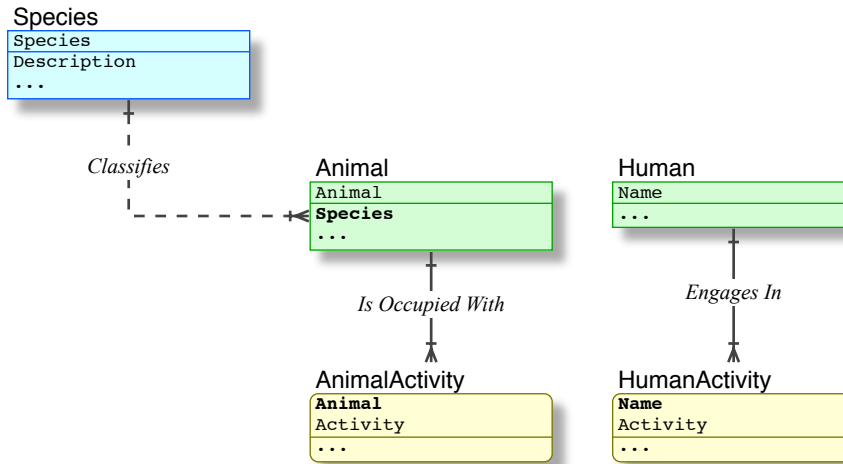 Species
Species
Description
...
Classifies
Animal
Animal
Species
...
Human
Name
...
Is Occupied With
Engages In
AnimalActivity
Animal
Activity
...
HumanActivity
Name
Activity
...